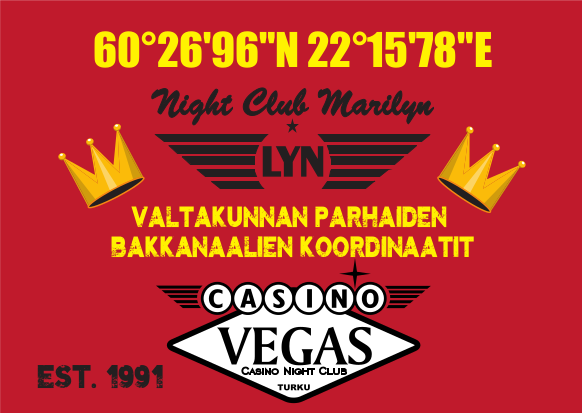 60°26'96"N 22°15'78"E
Night Club Marilyn
LYN
VALTAKUNNAN PARHAIDEN
BAKKANAALIEN KOORDINAATIT
CASINO
VEGAS
Casino Night Club
TURKU
EST. 1991